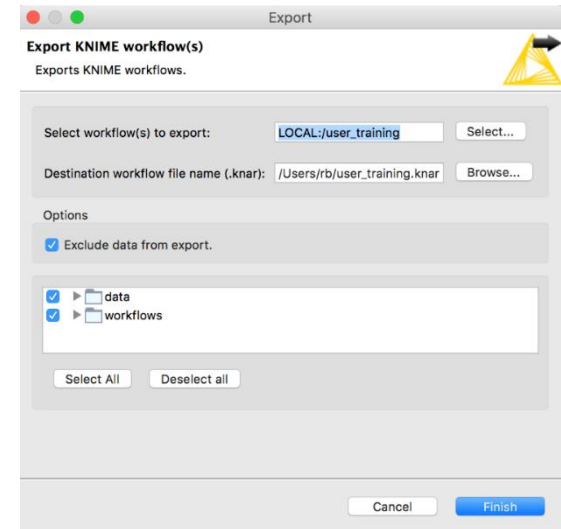 Export
Export KNIME workflow(s)
Exports KNIME workflows.
Select workflow(s) to export: LOCAL:/user_training Select...
Destination workflow file name (.knar): /Users/rb/user_training.knar Browse...
Options
Exclude data from export.
data
workflows
Select All Deselect all
Cancel Finish